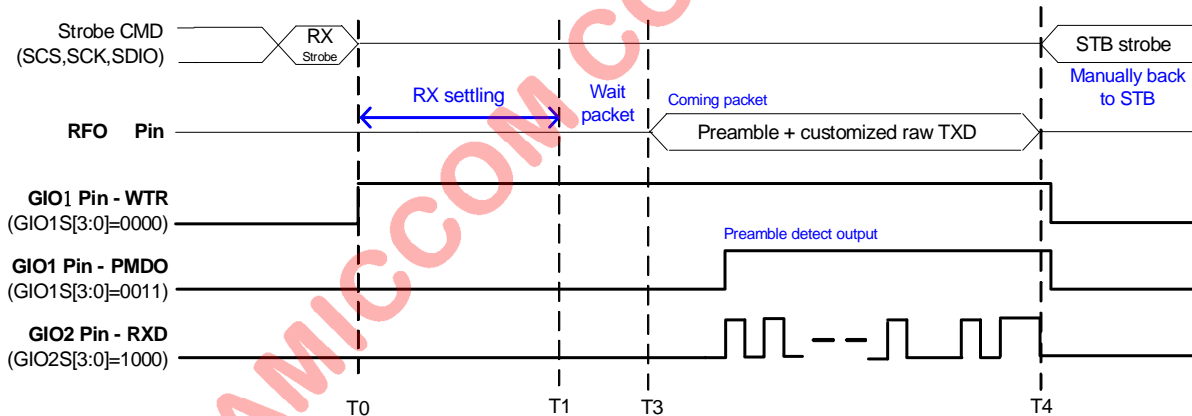 Strobe CMD
(SCS,SCK,SDIO)
RX
Strobe
STB strobe
Manually back
to STB
RX settling
Wait
packet
Coming packet
RFO Pin
Preamble + customized raw TXD
GIO1 Pin - WTR
(GIO1S[3:0]=0000)
Preamble detect output
GIO1 Pin - PMDO
(GIO1S[3:0]=0011)
GIO2 Pin - RXD
(GIO2S[3:0]=1000)
T0
T1
T3
T4
AMICCOM CO